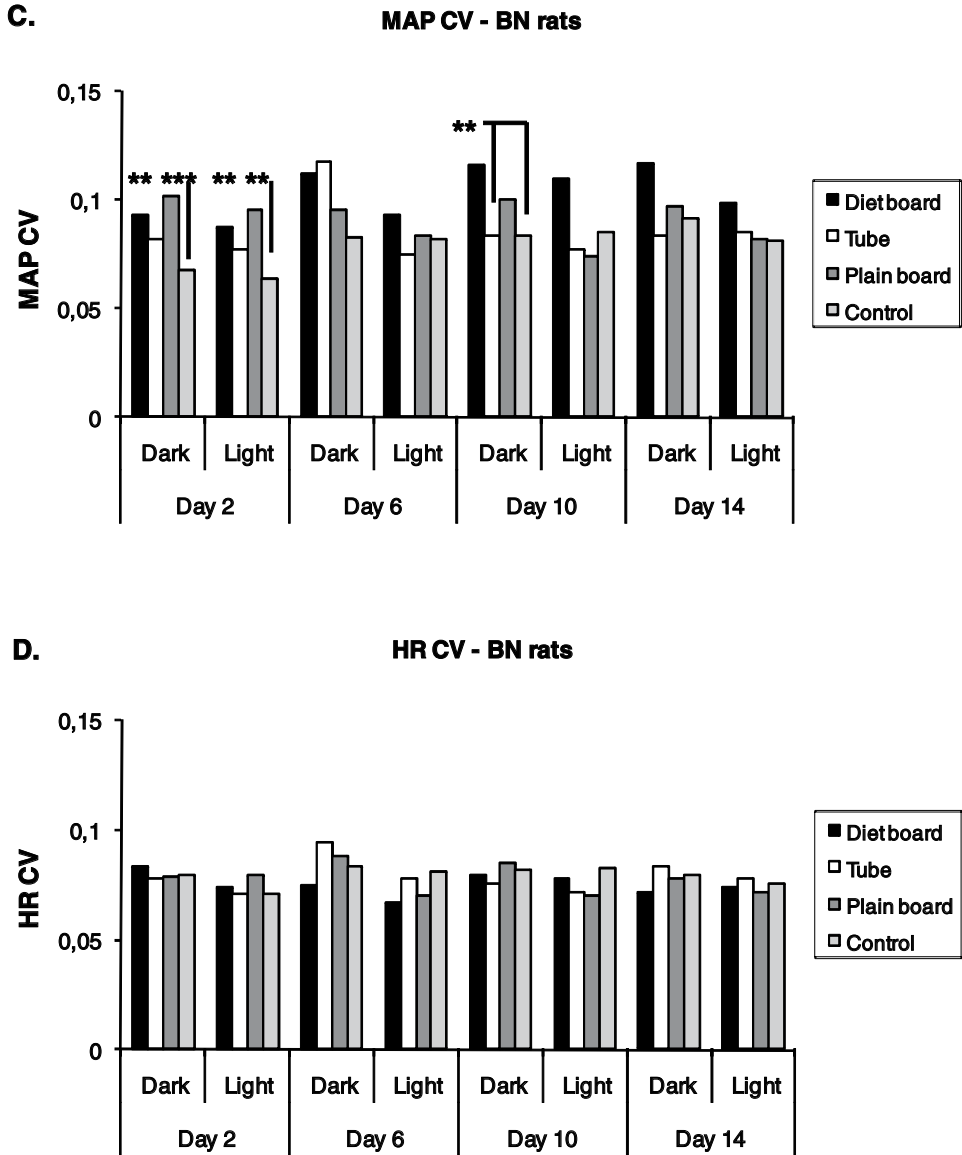 C.
MAP CV - BN rats
0,15
**
** *** ** **
0,1
0,05
0
MAP CV
Diet board
Tube
Plain board
Control
Dark Light Dark Light Dark Light Dark Light
Day 2 Day 6 Day 10 Day 14
D.
HR CV - BN rats
0,15
0,1
0,05
0
HR CV
Diet board
Tube
Plain board
Control
Dark Light Dark Light Dark Light Dark Light
Day 2 Day 6 Day 10 Day 14